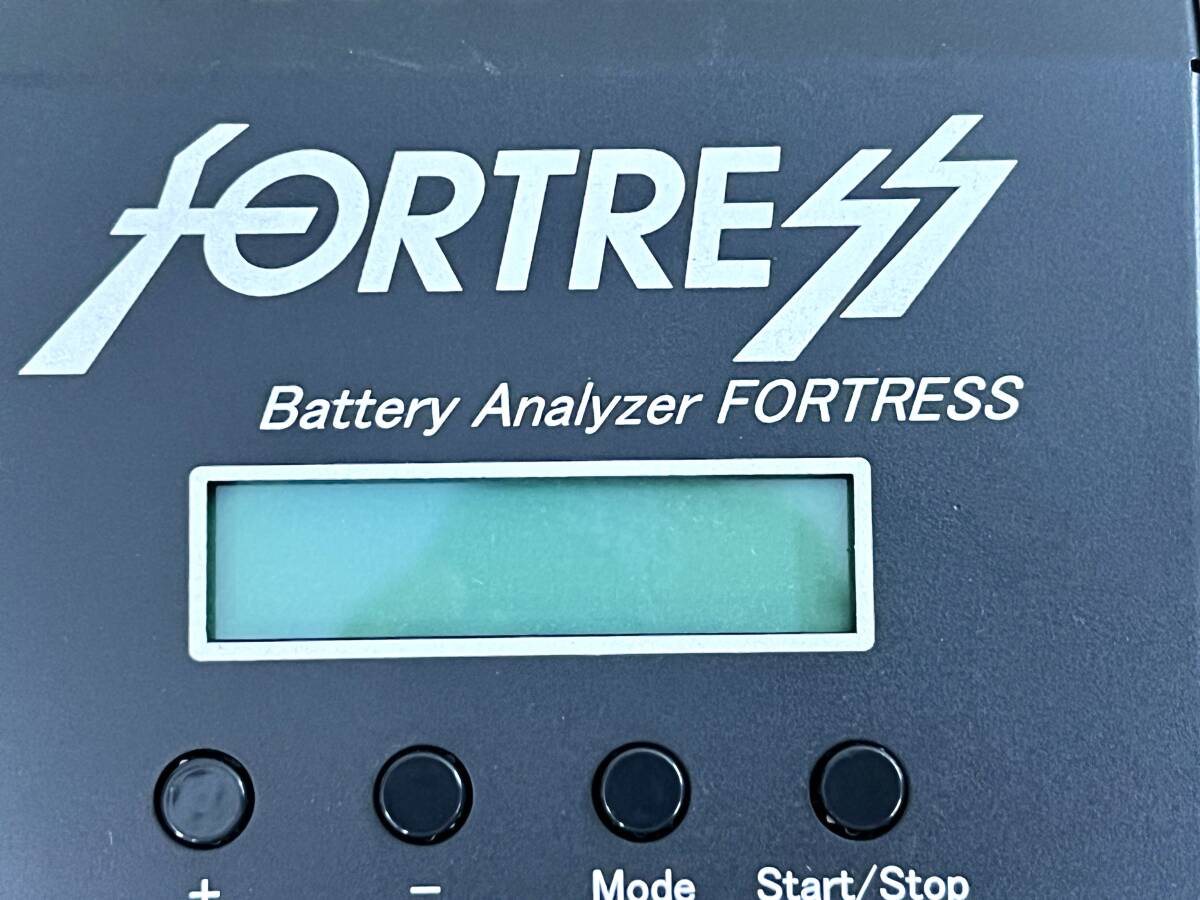 FORTRESS
Battery Analyzer FORTRESS
+ − Mode Start/Stop